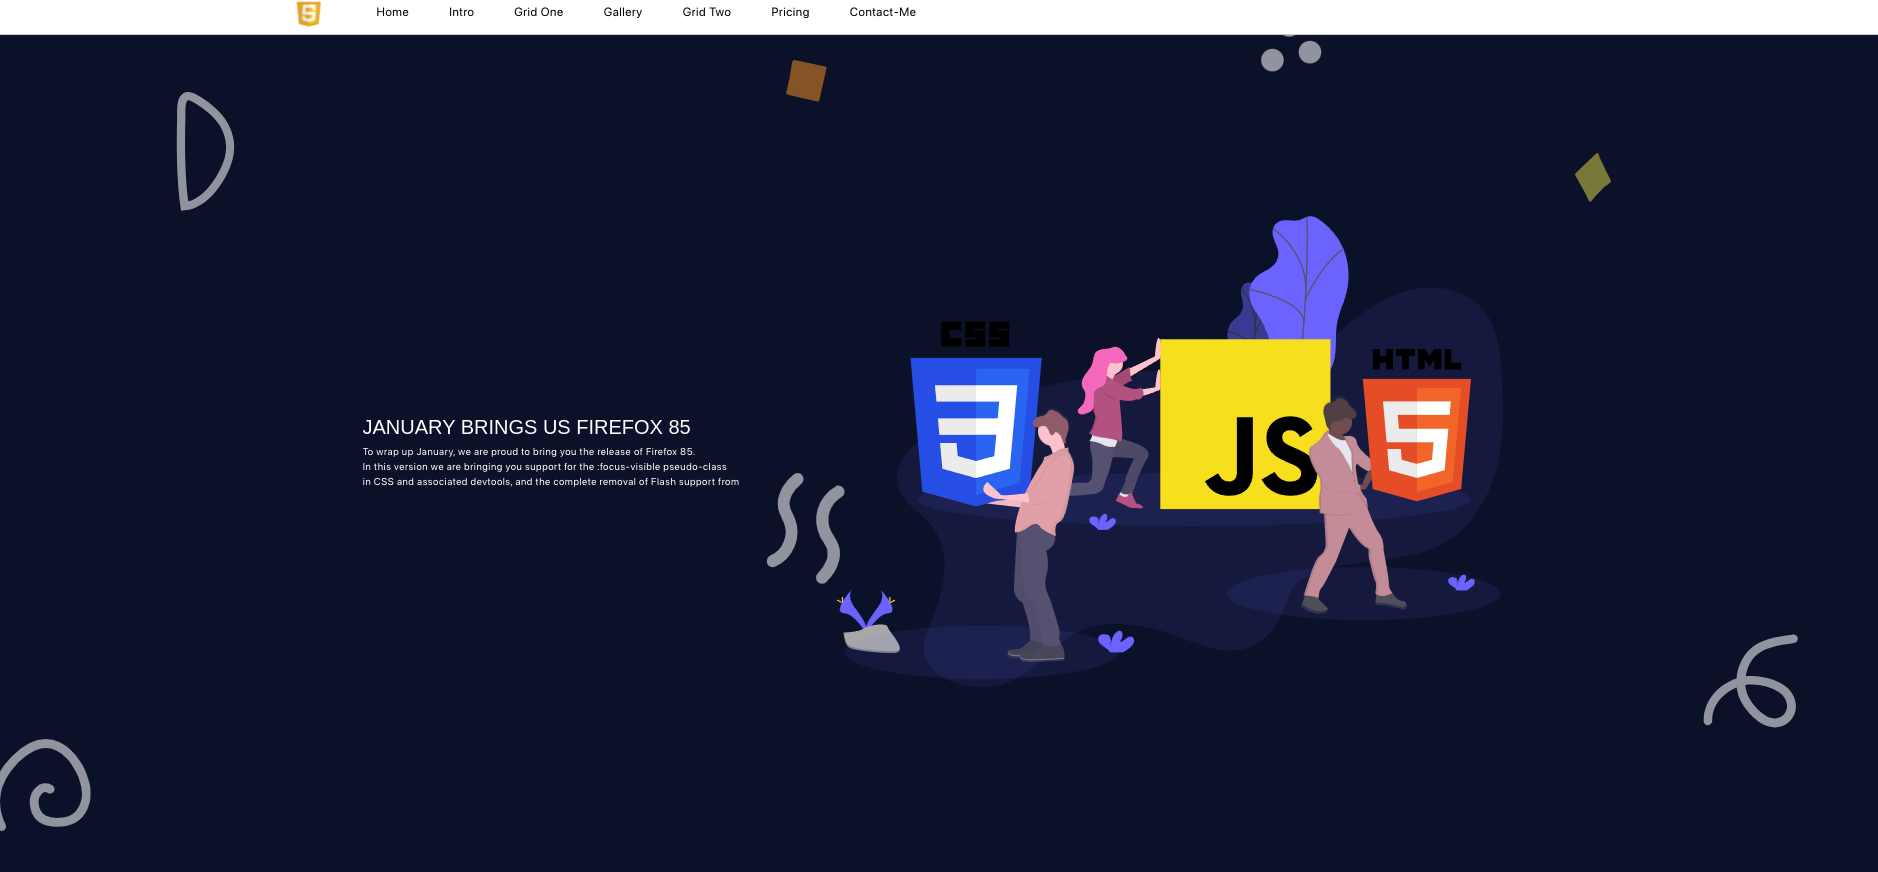 Home Intro Grid One Gallery Grid Two Pricing Contact-Me
JANUARY BRINGS US FIREFOX 85
To wrap up January, we are proud to bring you the release of Firefox 85.
In this version we are bringing you support for the :focus-visible pseudo-class
in CSS and associated devtools, and the complete removal of Flash support from
CSS
3
JS
HTML
5